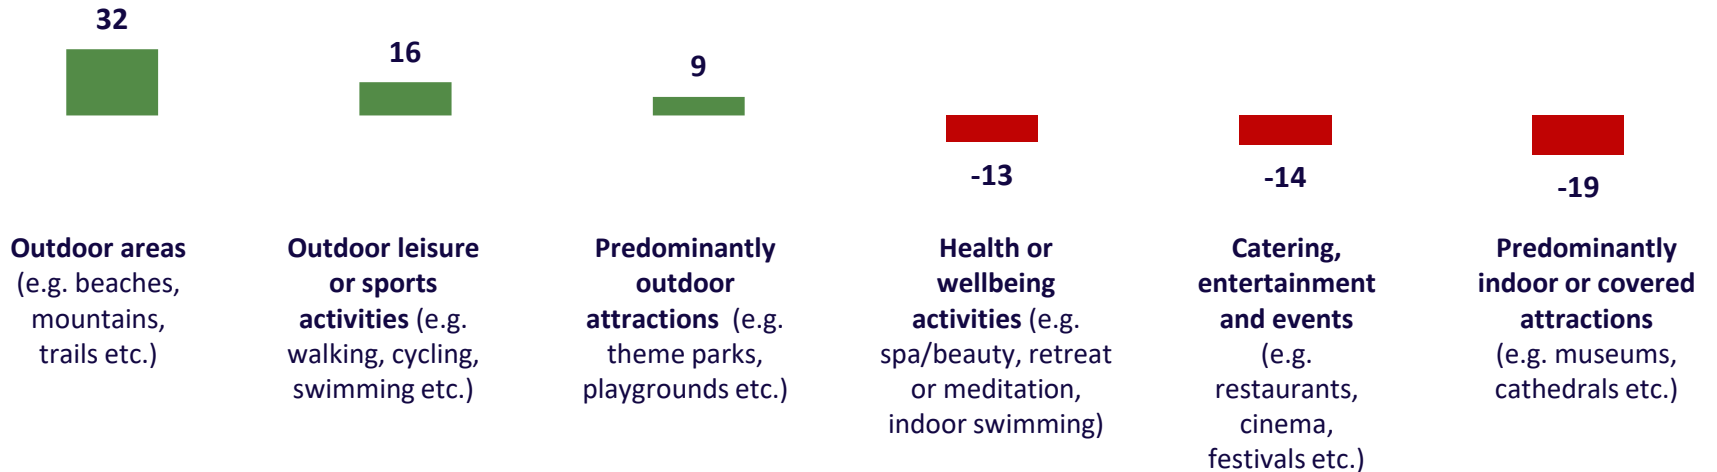 32
16
9
-13
-14
-19
Outdoor areas
(e.g. beaches,
mountains,
trails etc.)
Outdoor leisure
or sports
activities (e.g.
walking, cycling,
swimming etc.)
Predominantly
outdoor
attractions (e.g.
theme parks,
playgrounds etc.)
Health or
wellbeing
activities (e.g.
spa/beauty, retreat
or meditation,
indoor swimming)
Catering,
entertainment
and events
(e.g.
restaurants,
cinema,
festivals etc.)
Predominantly
indoor or covered
attractions
(e.g. museums,
cathedrals etc.)